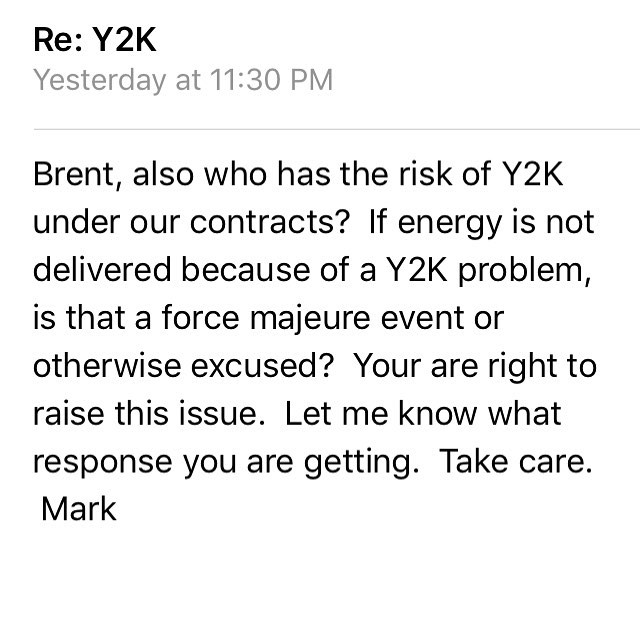 Re: Y2K
Yesterday at 11:30 PM
Brent, also who has the risk of Y2K
under our contracts?  If energy is not
delivered because of a Y2K problem,
is that a force majeure event or
otherwise excused?  Your are right to
raise this issue.  Let me know what
response you are getting.  Take care.
Mark